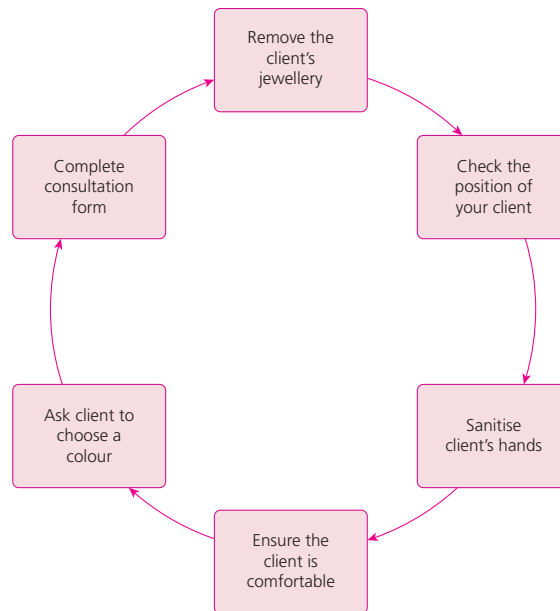 Remove the
client's
jewellery
Check the
position of
your client
Sanitise
client's hands
Ensure the
client is
comfortable
Ask client to
choose a
colour
Complete
consultation
form